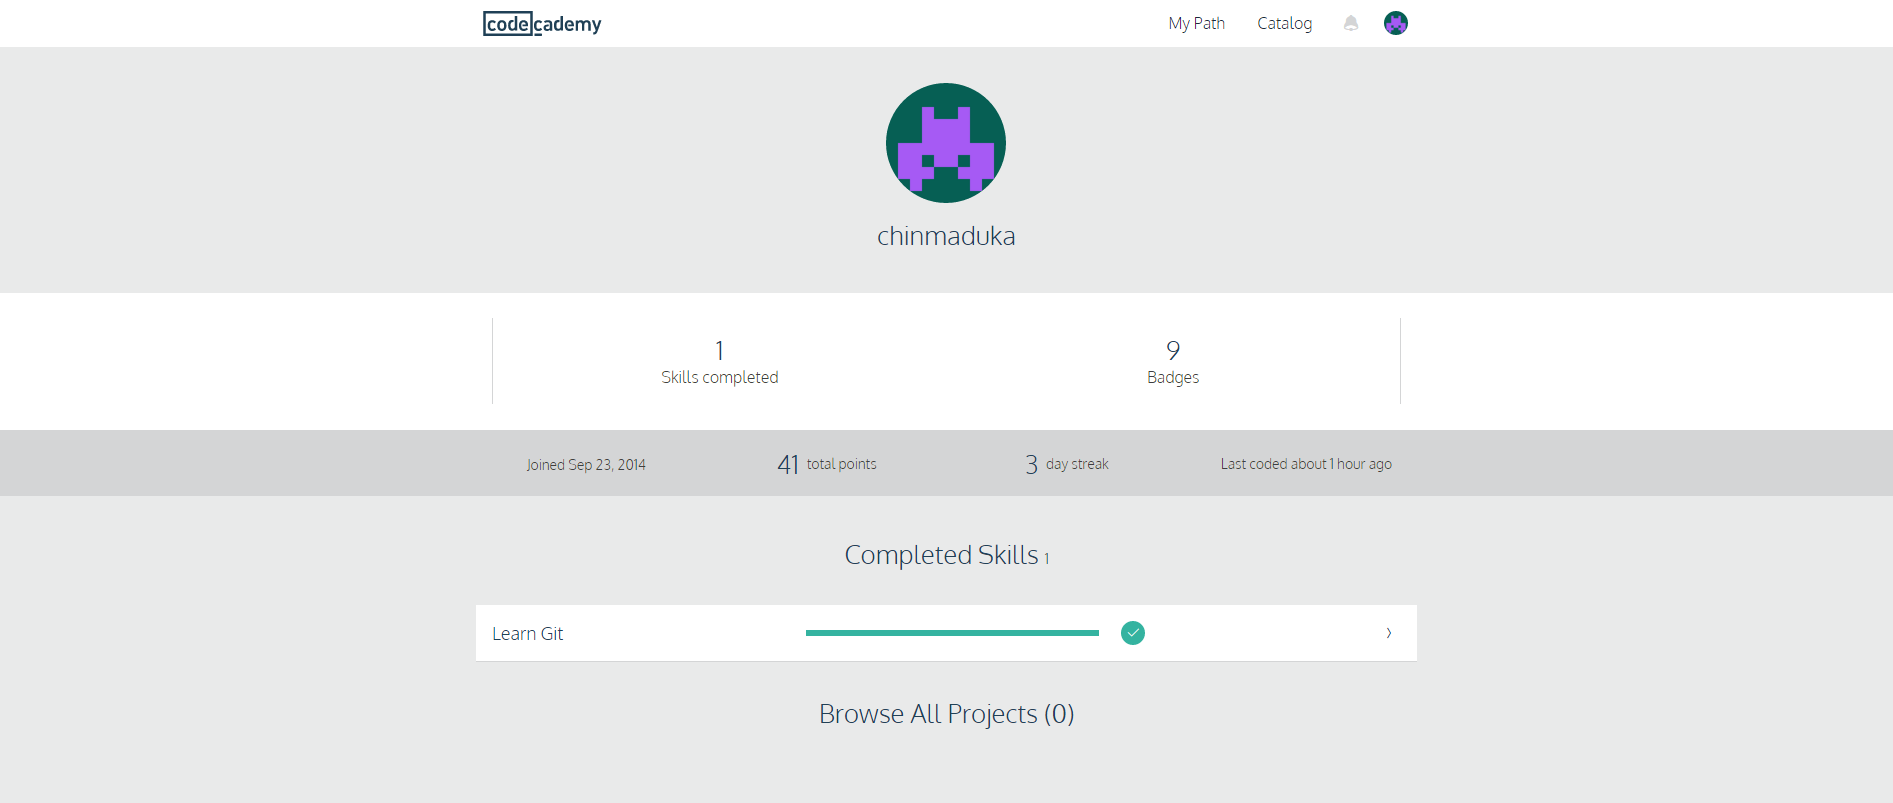 codecademy
My Path
Catalog
chinmaduka
1
Skills completed
9
Badges
Joined Sep 23, 2014
41 total points
3 day streak
Last coded about 1 hour ago
Completed Skills 1
Learn Git
Browse All Projects (0)